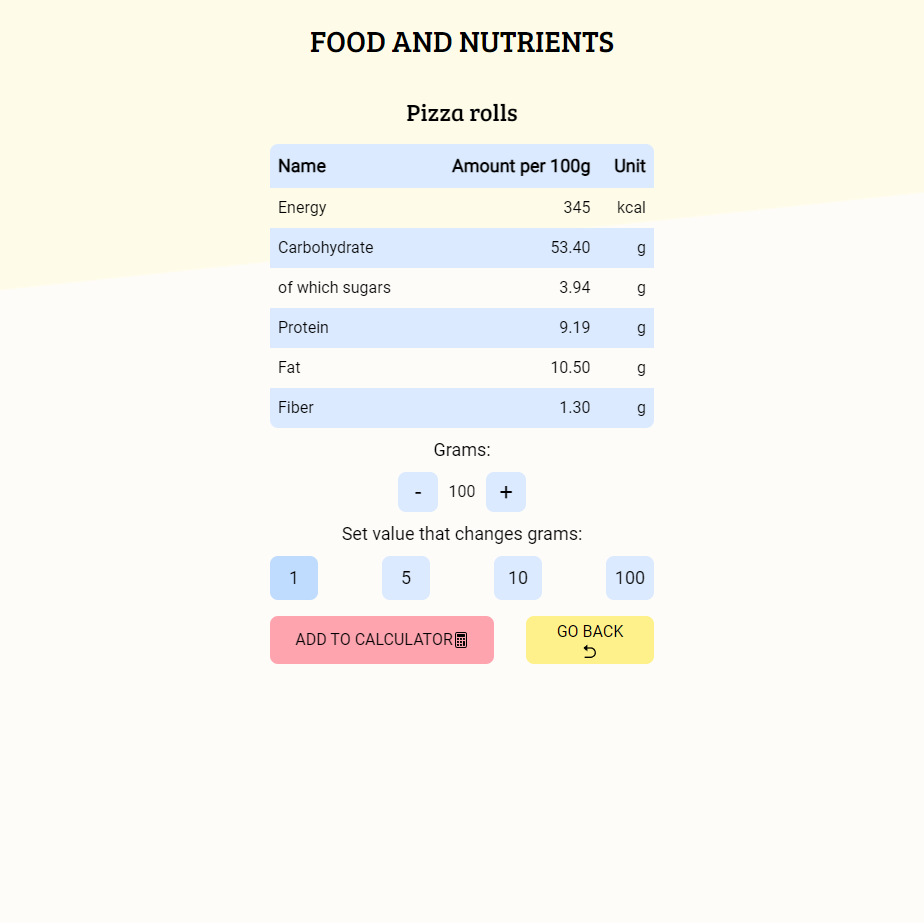 FOOD AND NUTRIENTS
Pizza rolls
Name Amount per 100g Unit
Energy 345 kcal
Carbohydrate 53.40 g
of which sugars 3.94 g
Protein 9.19 g
Fat 10.50 g
Fiber 1.30 g
Grams:
- 100 +
Set value that changes grams:
1 5 10 100
ADD TO CALCULATOR GO BACK